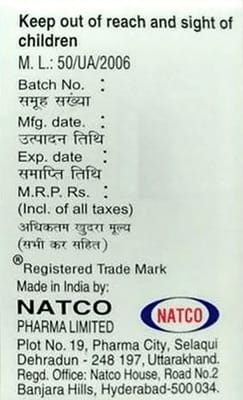 Keep out of reach and sight of
children
M. L.: 50/UA/2006
Batch No. :
समूह सख्या
Mfg. date. :
उत्पादन तिथि
Exp. date :
समाप्ति तिथि
M.R.P. Rs. :
(Incl. of all taxes)
अधिकतम खुदरा मूल्य
(सभी कर सहित)
®Registered Trade Mark
Made in India by:
NATCO
PHARMA LIMITED
NATCO
Plot No. 19, Pharma City, Selaqui
Dehradun - 248 197, Uttarakhand.
Regd. Office: Natco House, Road No.2
Banjara Hills, Hyderabad-500 034.